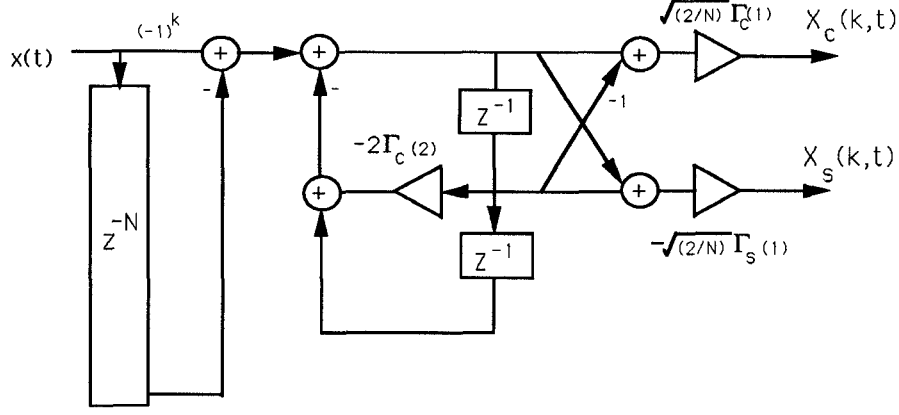 √(2/N) Γc(1)
Xc(k,t)
(-1)^k
x(t)
+
+
+
-
-
Z^-1
-1
-2Γc(2)
Xs(k,t)
+
+
Z^-N
Z^-1
-√(2/N) Γs(1)